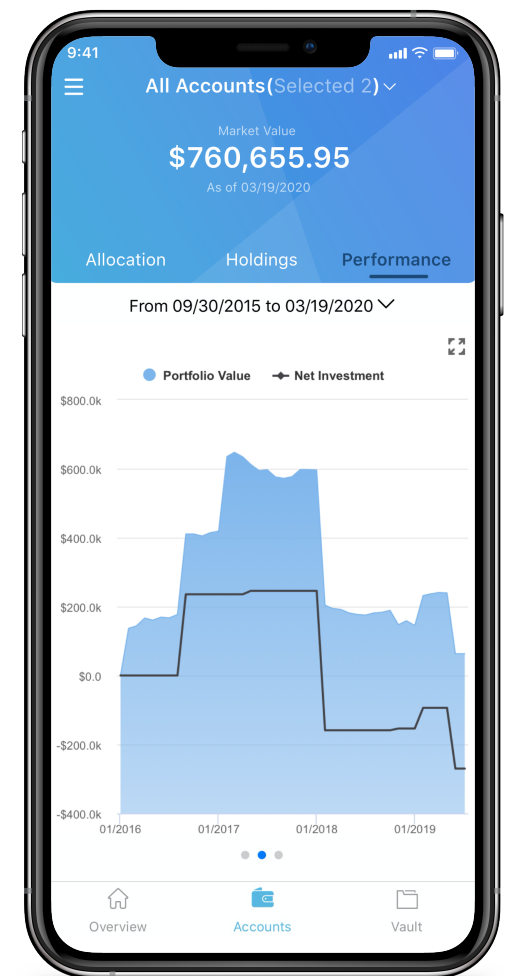 9:41
All Accounts(Selected 2)
Market Value
$760,655.95
As of 03/19/2020
Allocation Holdings Performance
From 09/30/2015 to 03/19/2020
Portfolio Value Net Investment
$800.0k
$600.0k
$400.0k
$200.0k
$0.0
-$200.0k
-$400.0k
01/2016 01/2017 01/2018 01/2019
Overview Accounts Vault